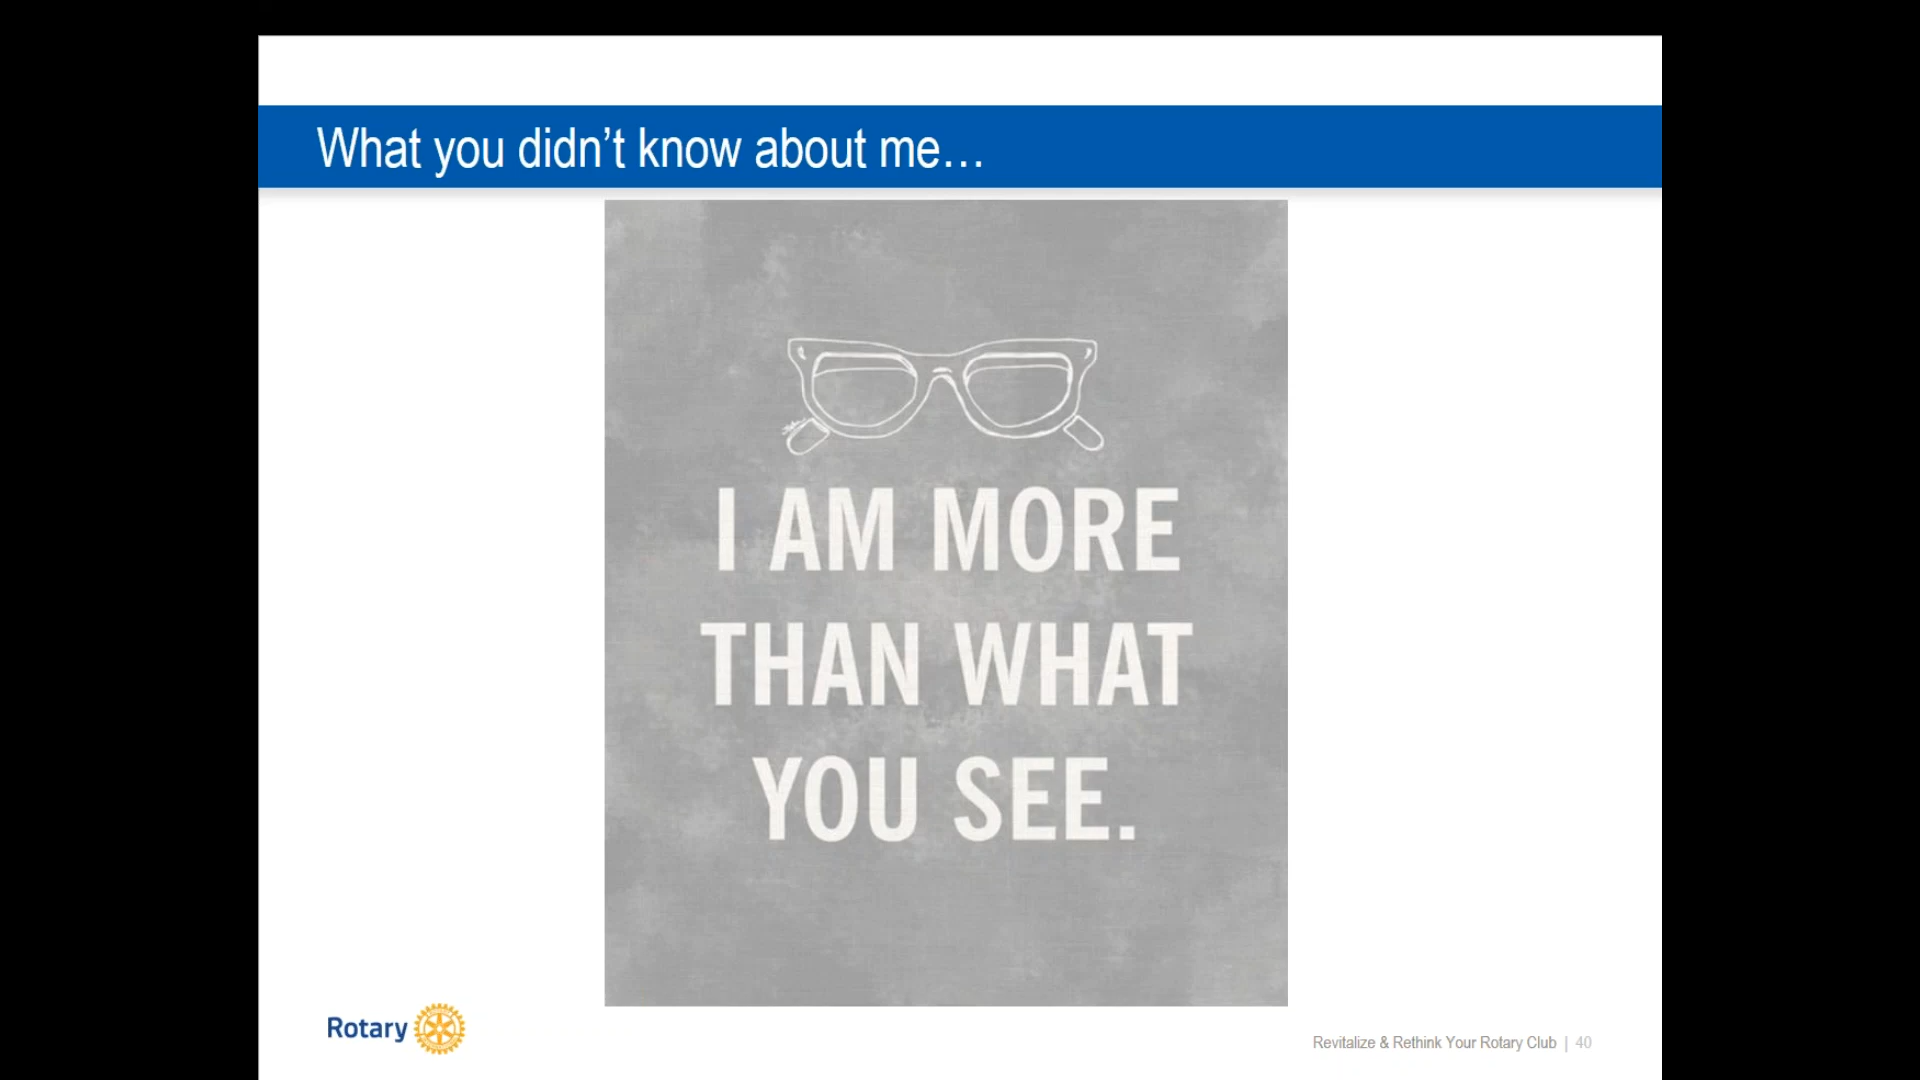 What you didn’t know about me…
I AM MORE
THAN WHAT
YOU SEE.
Rotary
Revitalize & Rethink Your Rotary Club | 40